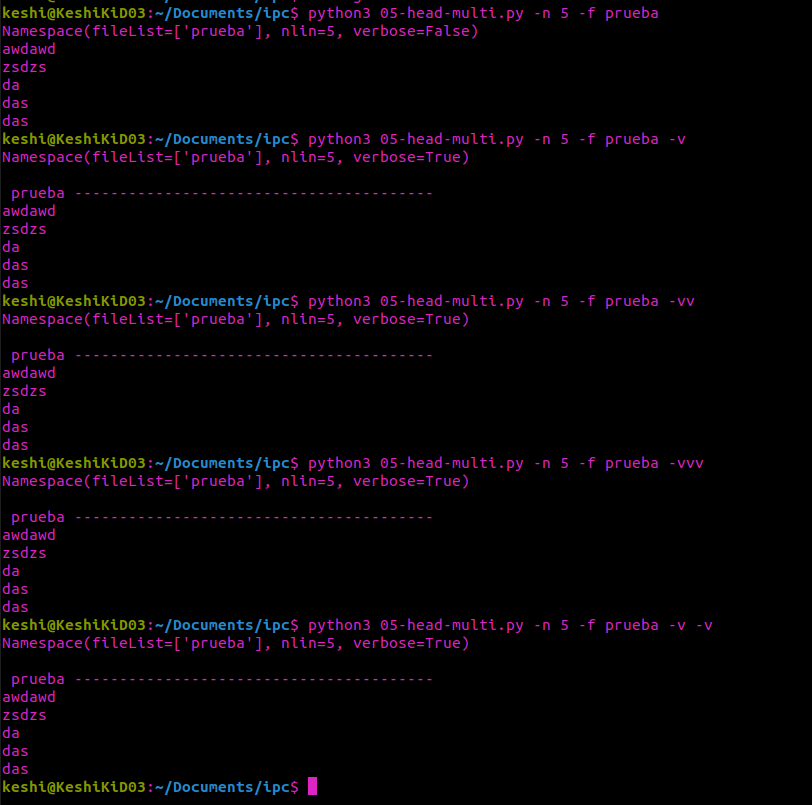 keshi@KeshiKiD03:~/Documents/ipc$ python3 05-head-multi.py -n 5 -f prueba
Namespace(fileList=['prueba'], nlin=5, verbose=False)
awdawd
zsdzs
da
das
das
keshi@KeshiKiD03:~/Documents/ipc$ python3 05-head-multi.py -n 5 -f prueba -v
Namespace(fileList=['prueba'], nlin=5, verbose=True)
prueba ----------------------------------------
awdawd
zsdzs
da
das
das
keshi@KeshiKiD03:~/Documents/ipc$ python3 05-head-multi.py -n 5 -f prueba -vv
Namespace(fileList=['prueba'], nlin=5, verbose=True)
prueba ----------------------------------------
awdawd
zsdzs
da
das
das
keshi@KeshiKiD03:~/Documents/ipc$ python3 05-head-multi.py -n 5 -f prueba -vvv
Namespace(fileList=['prueba'], nlin=5, verbose=True)
prueba ----------------------------------------
awdawd
zsdzs
da
das
das
keshi@KeshiKiD03:~/Documents/ipc$ python3 05-head-multi.py -n 5 -f prueba -v -v
Namespace(fileList=['prueba'], nlin=5, verbose=True)
prueba ----------------------------------------
awdawd
zsdzs
da
das
das
keshi@KeshiKiD03:~/Documents/ipc$